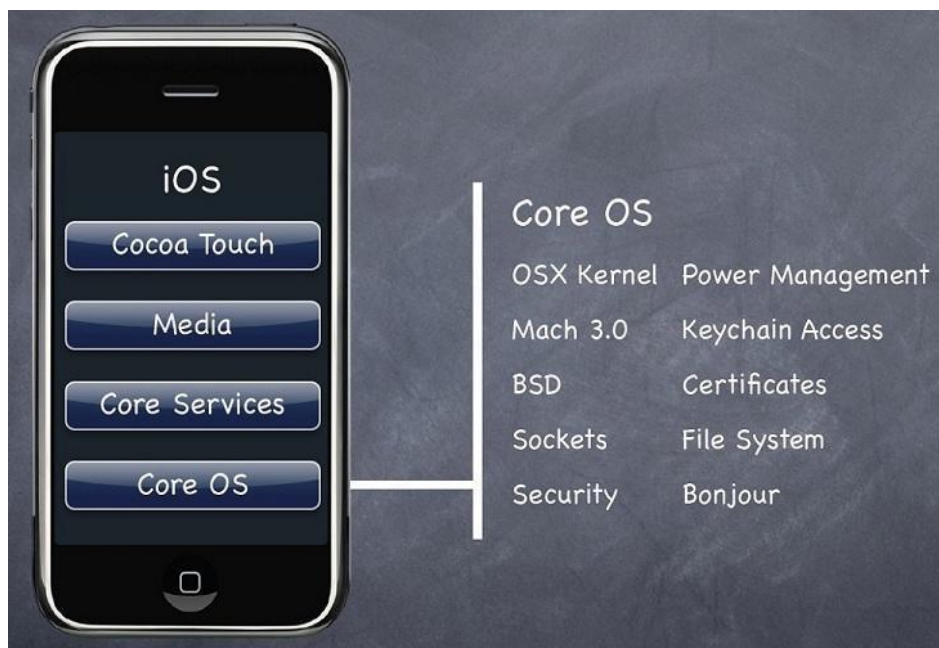 iOS
Cocoa Touch
Media
Core Services
Core OS
Core OS
OSX Kernel Power Management
Mach 3.0 Keychain Access
BSD Certificates
Sockets File System
Security Bonjour